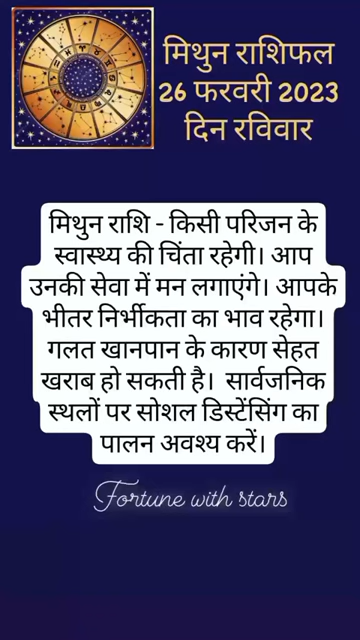 मिथुन राशिफल
26 फरवरी 2023
दिन रविवार
मिथुन राशि - किसी परिजन के
स्वास्थ्य की चिंता रहेगी। आप
उनकी सेवा में मन लगाएंगे। आपके
भीतर निर्भीकता का भाव रहेगा।
गलत खानपान के कारण सेहत
खराब हो सकती है। सार्वजनिक
स्थलों पर सोशल डिस्टेंसिंग का
पालन अवश्य करें।
Fortune with stars